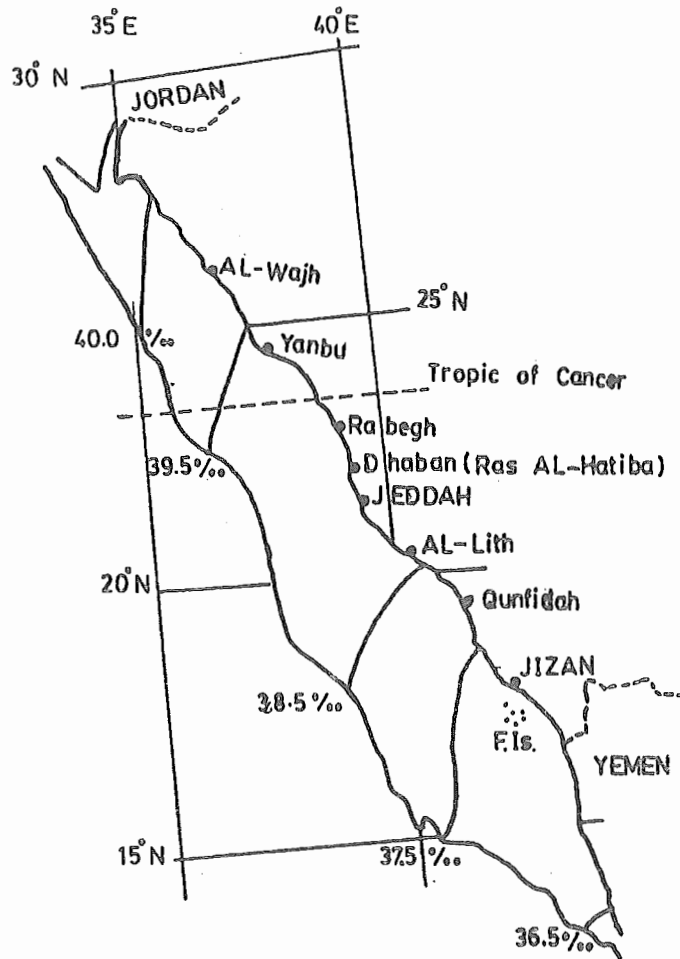 35°E
40°E
30°N
JORDAN
AL-Wajh
25°N
40.0 ‰
Yanbu
Tropic of Cancer
Rabegh
39.5‰
Dhaban (Ras AL-Hatiba)
JEDDAH
AL-Lith
20°N
Qunfidah
JIZAN
38.5‰
F.Is.
YEMEN
15°N
37.5‰
36.5‰